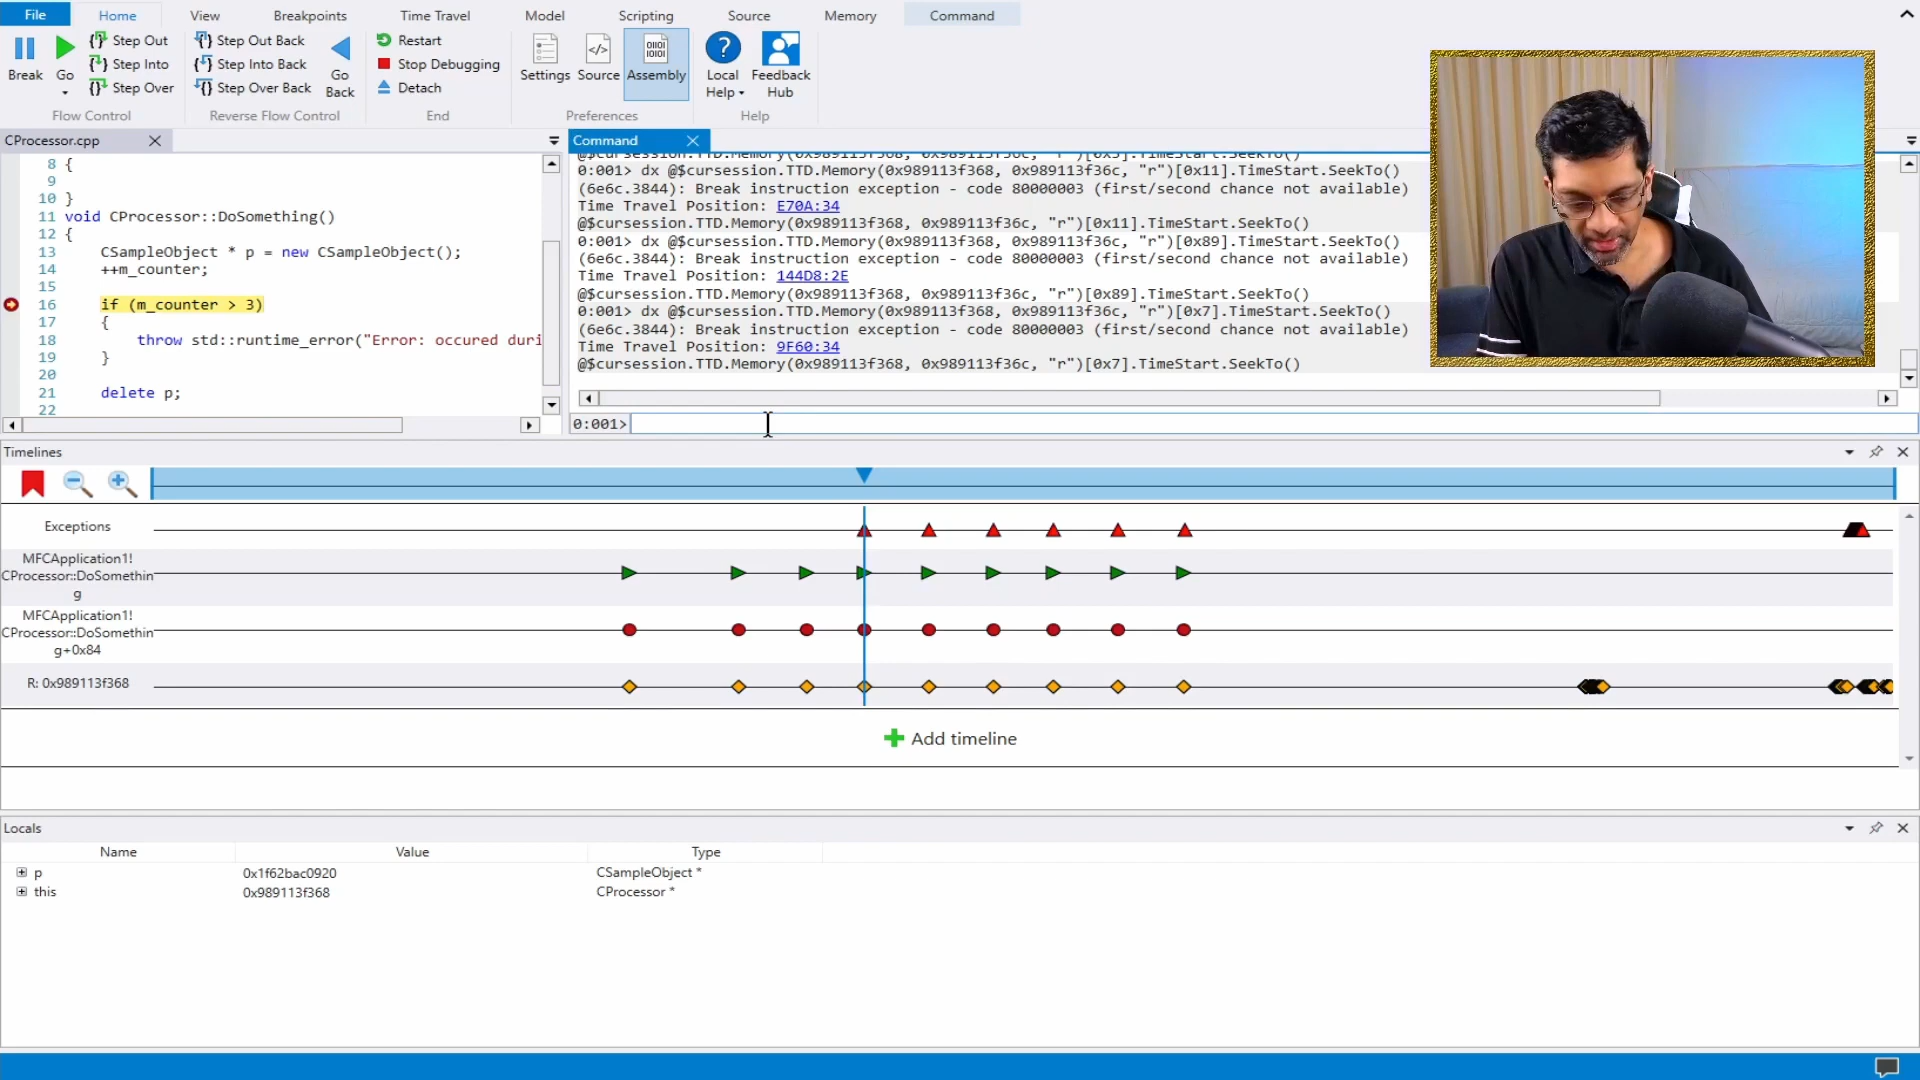 File Home View Breakpoints Time Travel Model Scripting Source Memory Command
Break
Go
Step Out
Step Into
Step Over
Flow Control
Step Out Back
Step Into Back
Step Over Back
Go
Back
Reverse Flow Control
Restart
Stop Debugging
Detach
End
Settings
Source
Assembly
Preferences
Local
Help
Feedback
Hub
Help
CProcessor.cpp
8 {
9
10 }
11 void CProcessor::DoSomething()
12 {
13 CSampleObject * p = new CSampleObject();
14 ++m_counter;
15
16 if (m_counter > 3)
17 {
18 throw std::runtime_error("Error: occured duri
19 }
20
21 delete p;
22
Command
@$cursession.TTD.Memory(0x989113f368, 0x989113f36c, "r")[0x5].TimeStart.SeekTo()
0:001> dx @$cursession.TTD.Memory(0x989113f368, 0x989113f36c, "r")[0x11].TimeStart.SeekTo()
(6e6c.3844): Break instruction exception - code 80000003 (first/second chance not available)
Time Travel Position: E70A:34
@$cursession.TTD.Memory(0x989113f368, 0x989113f36c, "r")[0x11].TimeStart.SeekTo()
0:001> dx @$cursession.TTD.Memory(0x989113f368, 0x989113f36c, "r")[0x89].TimeStart.SeekTo()
(6e6c.3844): Break instruction exception - code 80000003 (first/second chance not available)
Time Travel Position: 144D8:2E
@$cursession.TTD.Memory(0x989113f368, 0x989113f36c, "r")[0x89].TimeStart.SeekTo()
0:001> dx @$cursession.TTD.Memory(0x989113f368, 0x989113f36c, "r")[0x7].TimeStart.SeekTo()
(6e6c.3844): Break instruction exception - code 80000003 (first/second chance not available)
Time Travel Position: 9F60:34
@$cursession.TTD.Memory(0x989113f368, 0x989113f36c, "r")[0x7].TimeStart.SeekTo()
0:001>
Timelines
Exceptions
MFCApplication1!
CProcessor::DoSomethin
g
MFCApplication1!
CProcessor::DoSomethin
g+0x84
R: 0x989113f368
Add timeline
Locals
Name Value Type
p 0x1f62bac0920 CSampleObject *
this 0x989113f368 CProcessor *